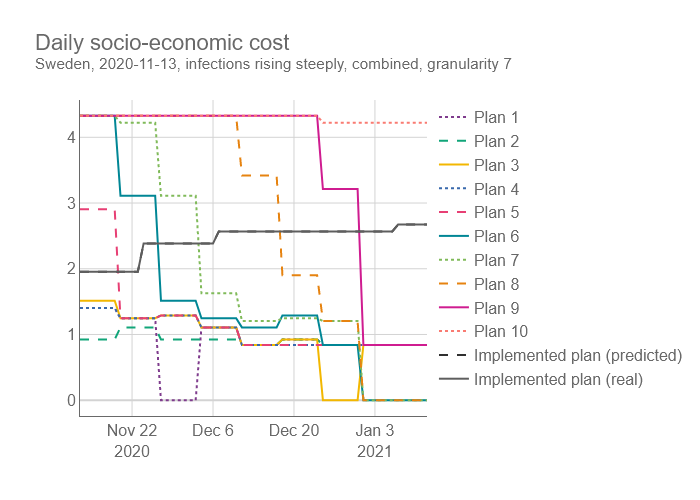 Daily socio-economic cost
Sweden, 2020-11-13, infections rising steeply, combined, granularity 7
4
3
2
1
0
Nov 22
2020
Dec 6
Dec 20
Jan 3
2021
Plan 1
Plan 2
Plan 3
Plan 4
Plan 5
Plan 6
Plan 7
Plan 8
Plan 9
Plan 10
Implemented plan (predicted)
Implemented plan (real)